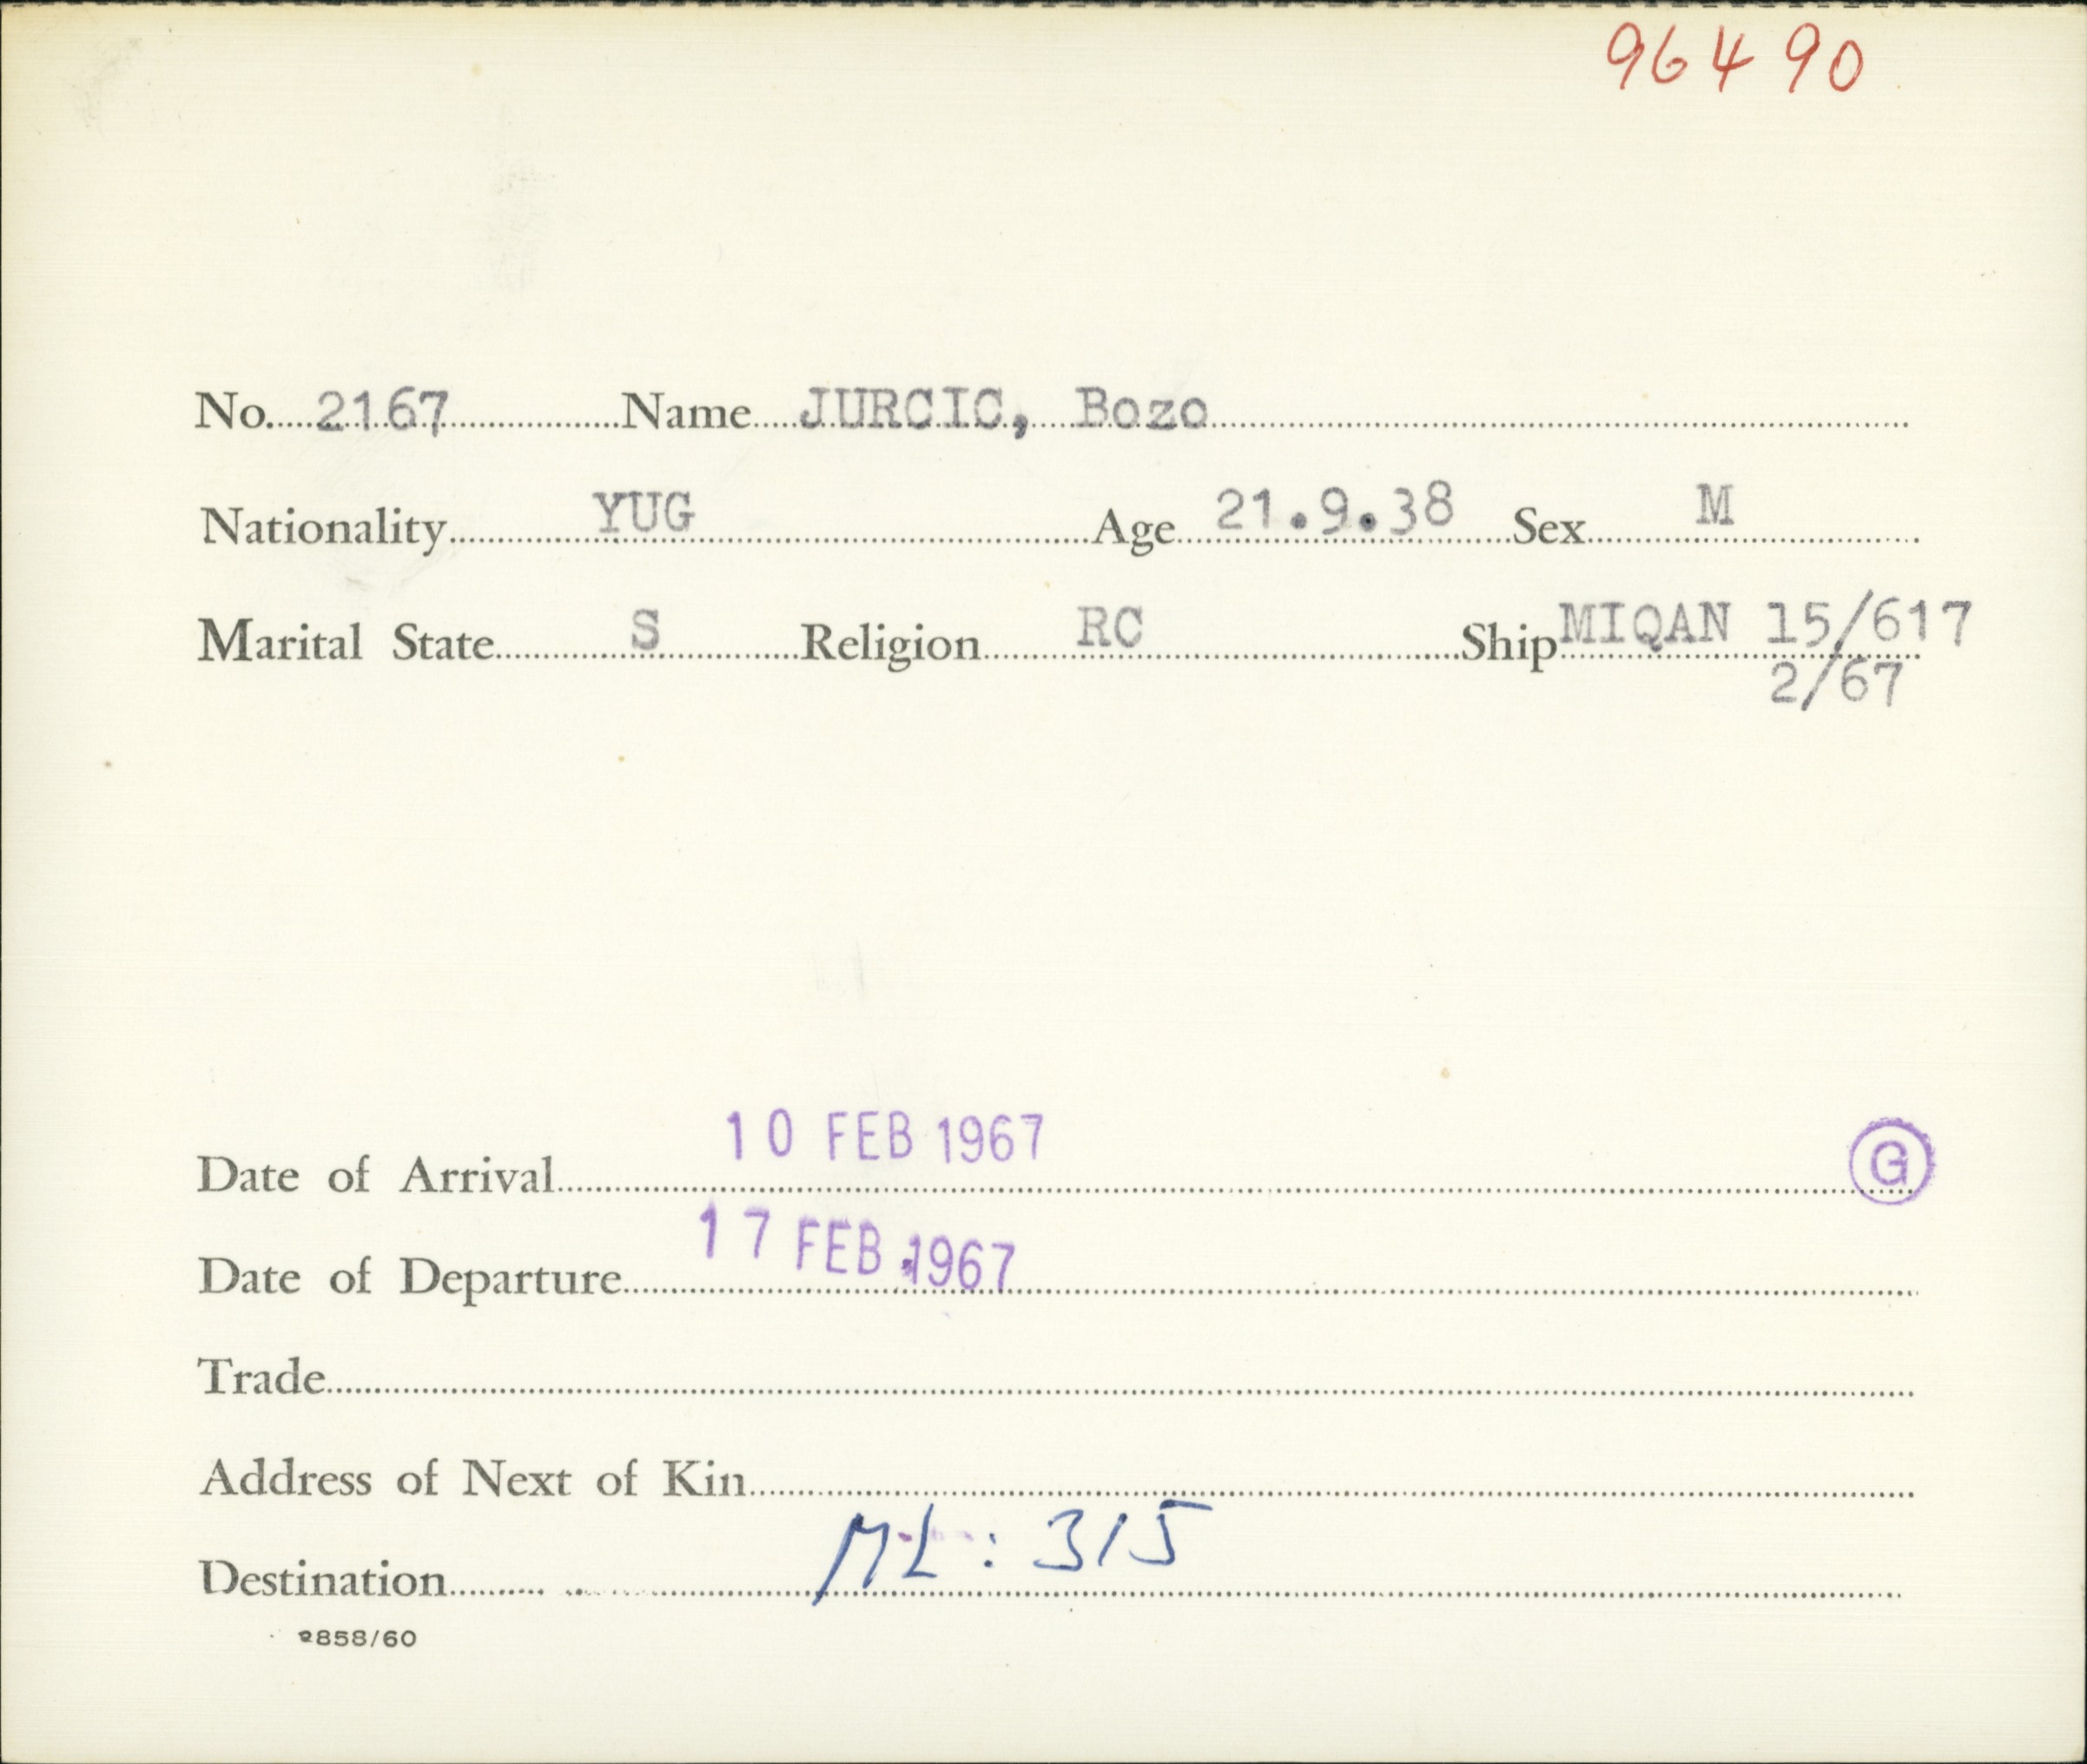 96490
No. 2167 Name JURCIC, Bozo
Nationality YUG Age 21.9.38 Sex M
Marital State S Religion RC Ship MIQAN 15/617
2/67
Date of Arrival 10 FEB 1967 G
Date of Departure 17 FEB 1967
Trade
Address of Next of Kin
Destination ML: 315
2858/60